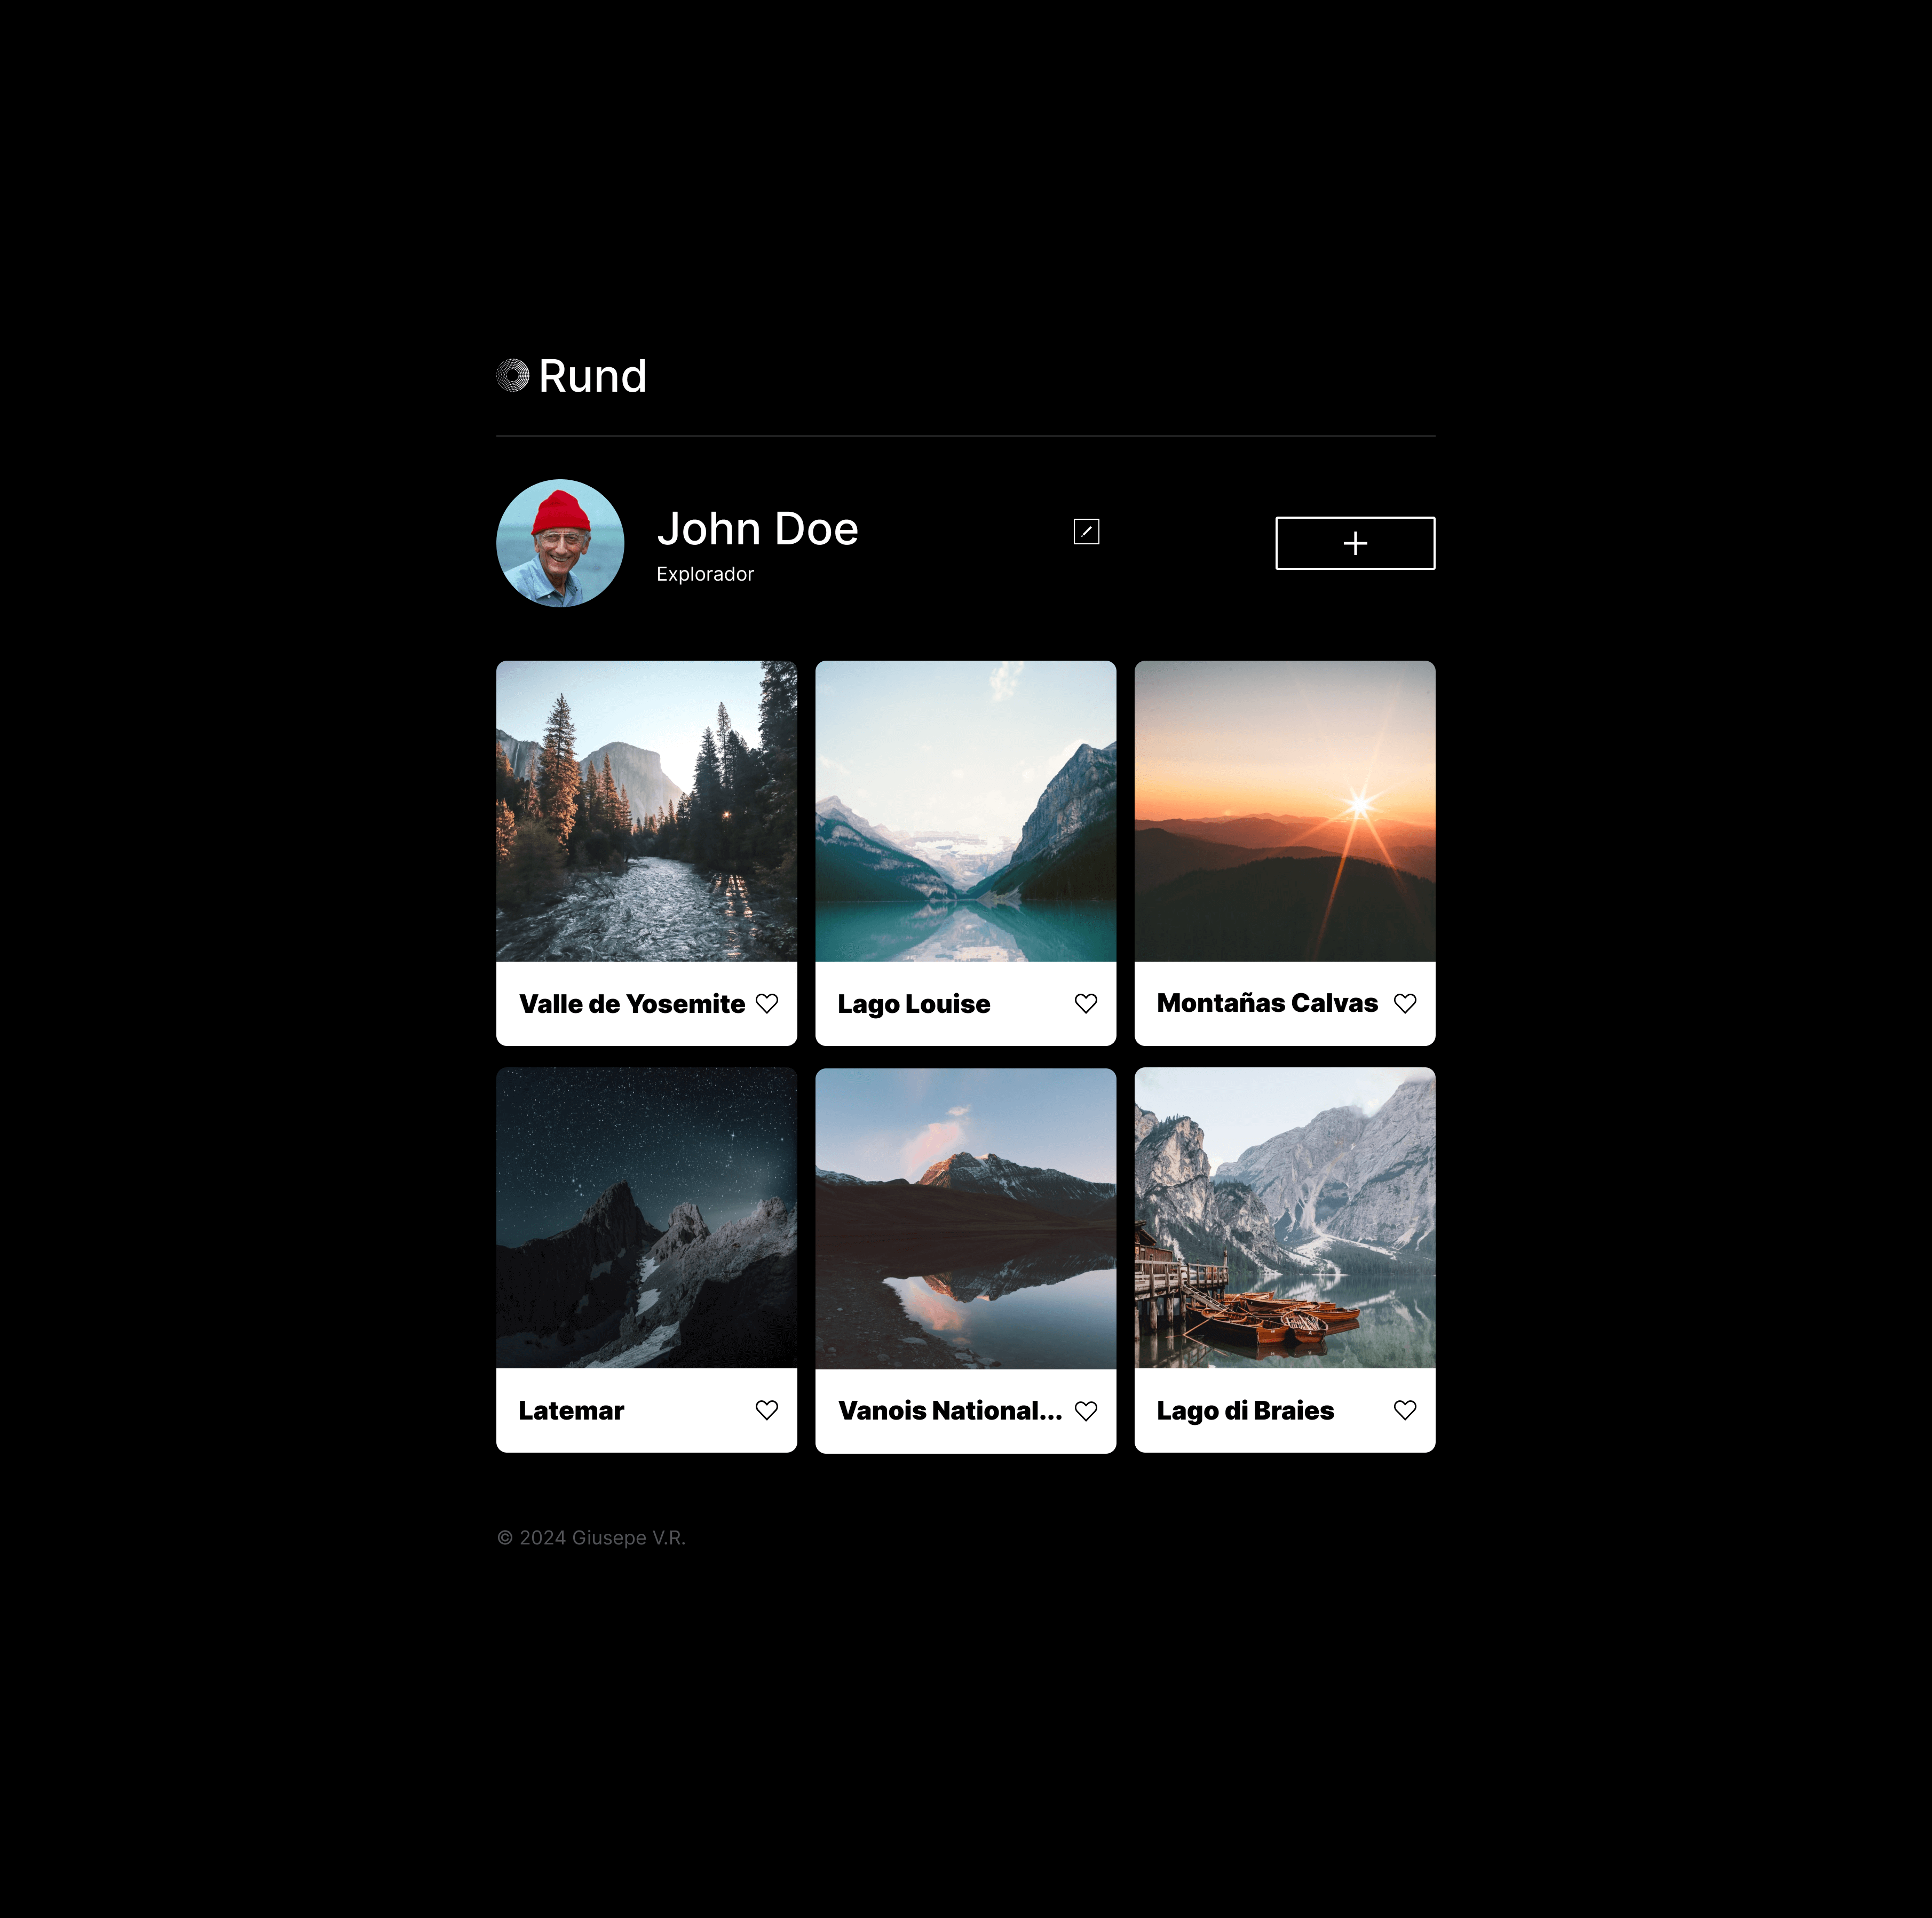 Rund
John Doe
Explorador
Valle de Yosemite
Lago Louise
Montañas Calvas
Latemar
Vanois National...
Lago di Braies
© 2024 Giusepe V.R.